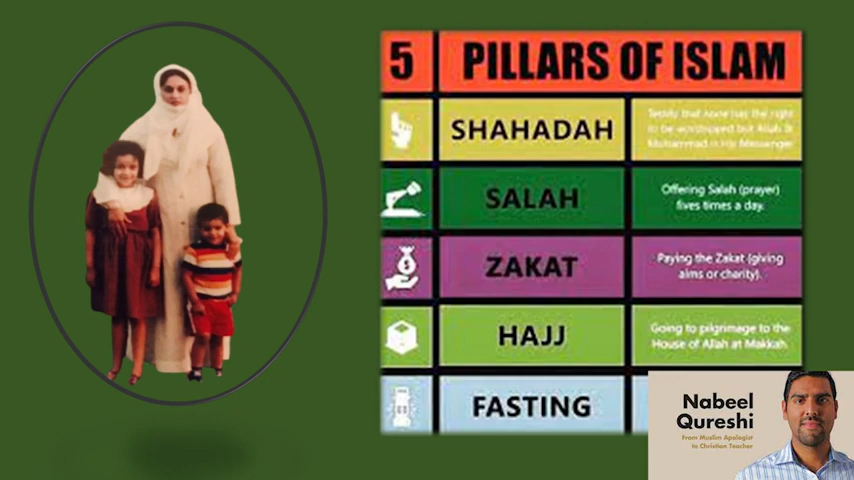 5 PILLARS OF ISLAM
SHAHADAH
Testify that none has the right
to be worshipped but Allah &
Muhammad is His Messenger
SALAH
Offering Salah (prayer)
fives times a day.
ZAKAT
Paying the Zakat (giving
alms or charity).
HAJJ
Going to pilgrimage to the
House of Allah at Makkah.
FASTING
Nabeel
Qureshi
From Muslim Apologist
to Christian Teacher